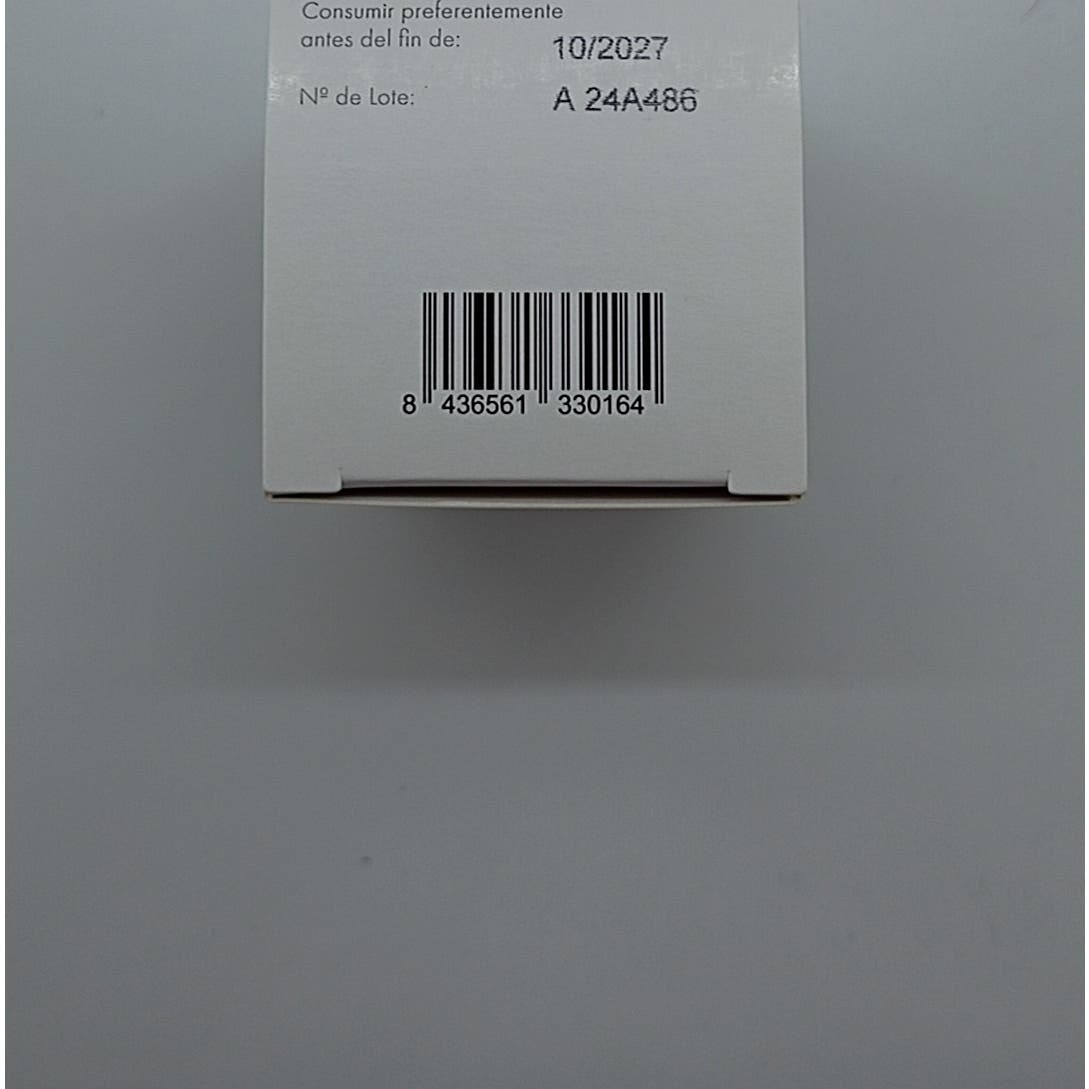 Consumir preferentemente
antes del fin de: 10/2027
Nº de Lote: A 24A486
8 436561 330164